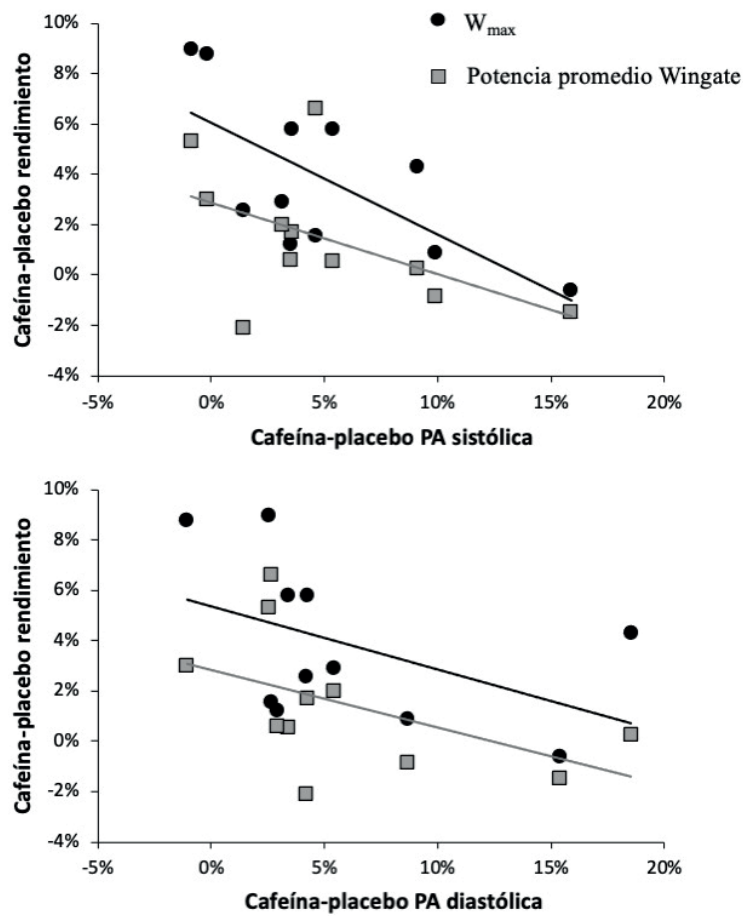 10%
8%
6%
4%
2%
0%
-2%
-4%
Cafeína-placebo rendimiento
W_max
Potencia promedio Wingate
-5% 0% 5% 10% 15% 20%
Cafeína-placebo PA sistólica
10%
8%
6%
4%
2%
0%
-2%
-4%
Cafeína-placebo rendimiento
-5% 0% 5% 10% 15% 20%
Cafeína-placebo PA diastólica